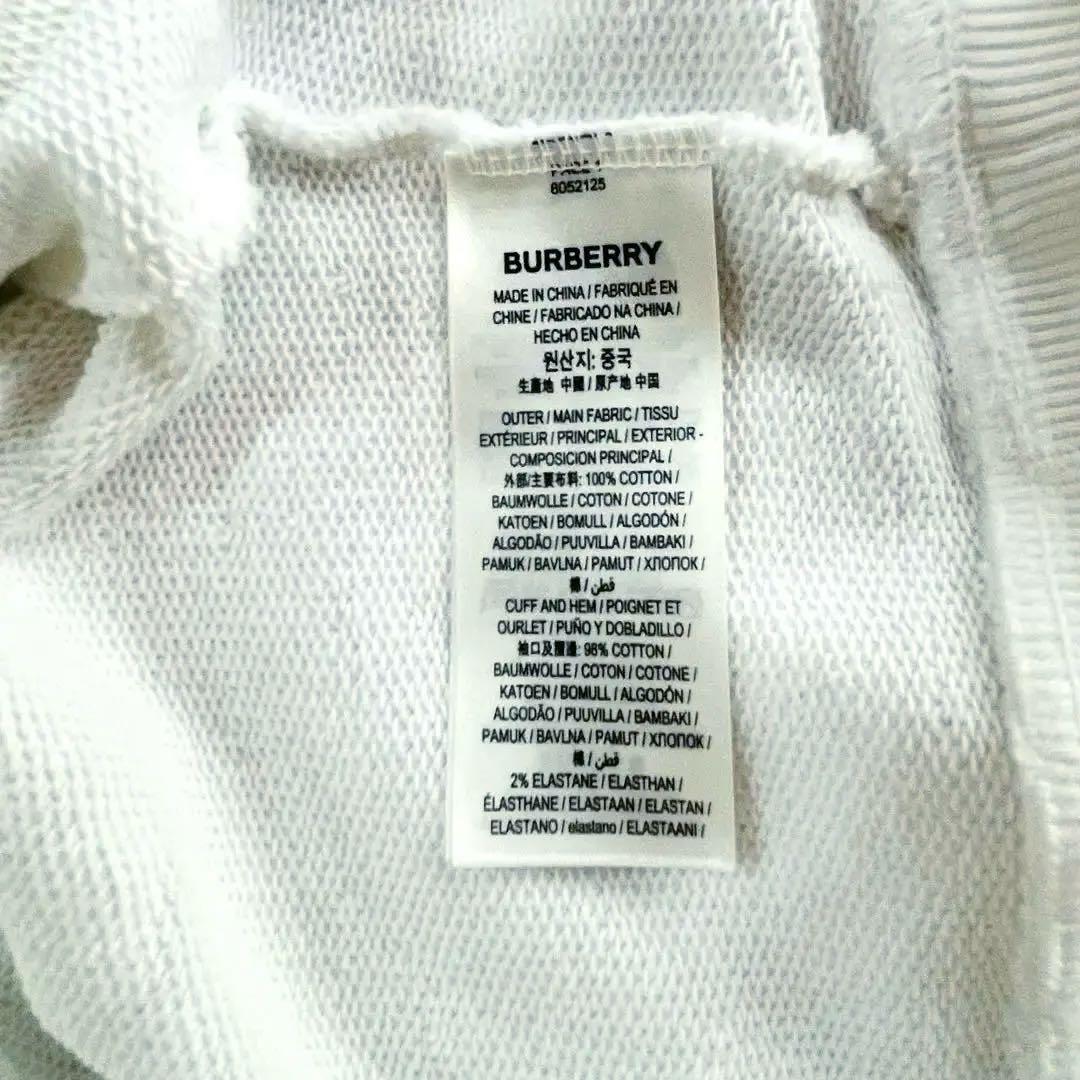 8052125
BURBERRY
MADE IN CHINA / FABRIQUÉ EN
CHINE / FABRICADO NA CHINA /
HECHO EN CHINA
원산지: 중국
生產地 中國 / 原产地 中国
OUTER / MAIN FABRIC / TISSU
EXTÉRIEUR / PRINCIPAL / EXTERIOR -
COMPOSICION PRINCIPAL /
外部/主要布料: 100% COTTON /
BAUMWOLLE / COTON / COTONE /
KATOEN / BOMULL / ALGODÓN /
ALGODÃO / PUUVILLA / BAMBAKI /
PAMUK / BAVLNA / PAMUT / ХЛОПОК /
棉 / قطن
CUFF AND HEM / POIGNET ET
OURLET / PUÑO Y DOBLADILLO /
袖口及摺邊: 98% COTTON /
BAUMWOLLE / COTON / COTONE /
KATOEN / BOMULL / ALGODÓN /
ALGODÃO / PUUVILLA / BAMBAKI /
PAMUK / BAVLNA / PAMUT / ХЛОПОК /
棉 / قطن
2% ELASTANE / ELASTHAN /
ÉLASTHANE / ELASTAAN / ELASTAN /
ELASTANO / elastano / ELASTAANI /